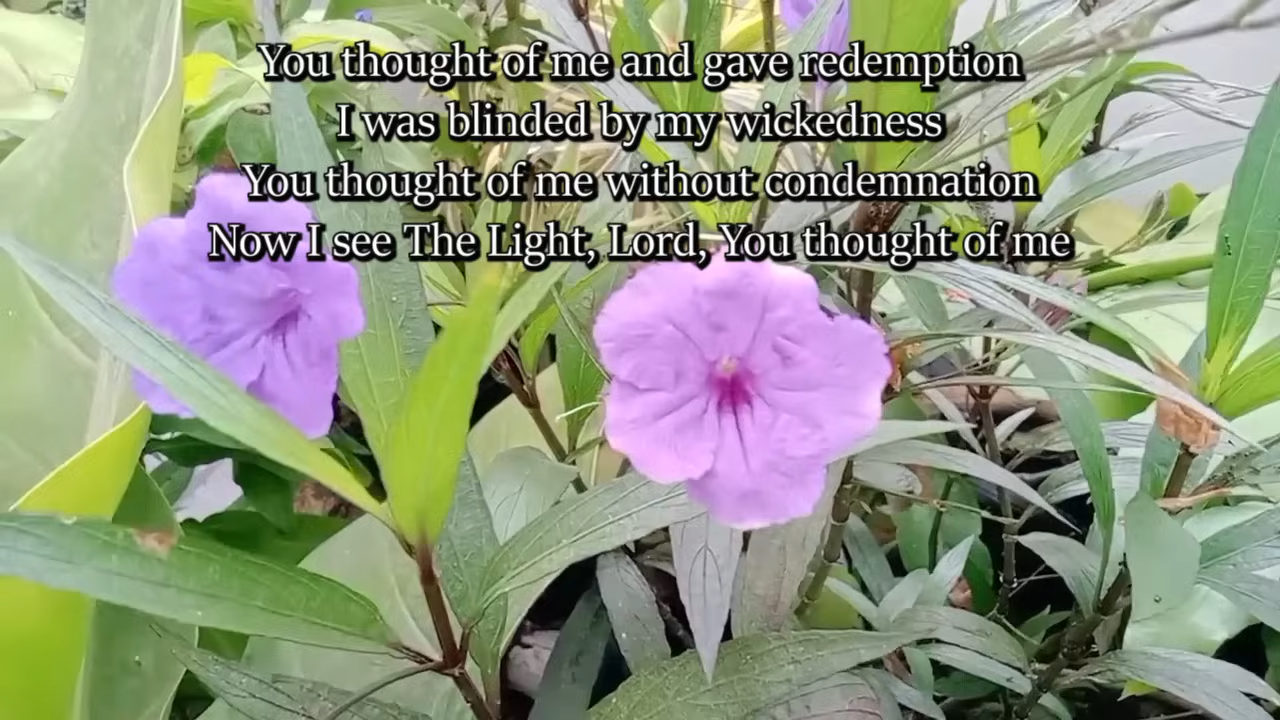 You thought of me and gave redemption
I was blinded by my wickedness
You thought of me without condemnation
Now I see The Light, Lord, You thought of me